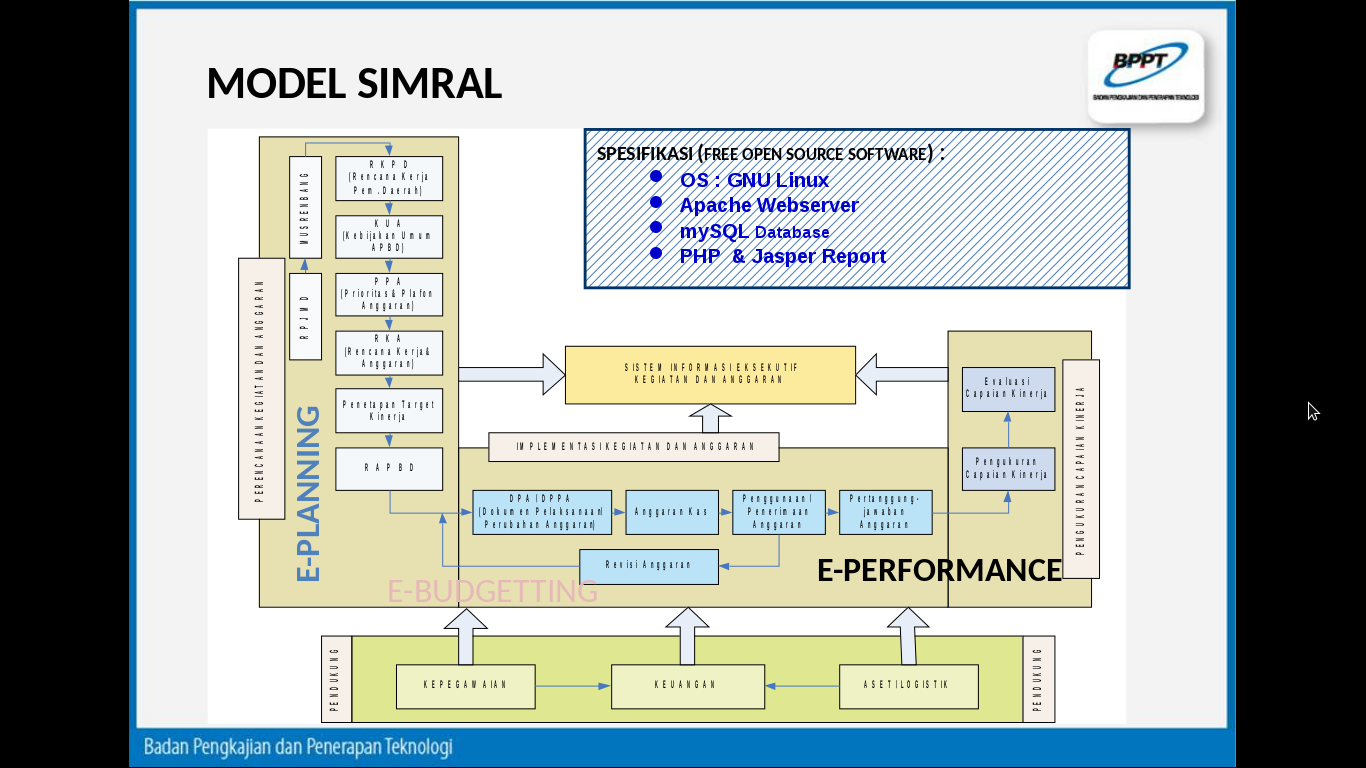 MODEL SIMRAL
BPPT
BADAN PENGKAJIAN DAN PENERAPAN TEKNOLOGI
SPESIFIKASI (FREE OPEN SOURCE SOFTWARE) :
OS : GNU Linux
Apache Webserver
mySQL Database
PHP & Jasper Report
PERENCANAAN KEGIATAN DAN ANGGARAN
MUSRENBANG
RPJMD
E-PLANNING
RKPD
(Rencana Kerja
Pem.Daerah)
KUA
(Kebijakan Umum
APBD)
PPA
(Prioritas & Plafon
Anggaran)
RKA
(Rencana Kerja &
Anggaran)
Penetapan Target
Kinerja
RAPBD
SISTEM INFORMASI EKSEKUTIF
KEGIATAN DAN ANGGARAN
IMPLEMENTASI KEGIATAN DAN ANGGARAN
DPA / DPPA
(Dokumen Pelaksanaan/
Perubahan Anggaran)
Anggaran Kas
Penggunaan /
Penerimaan
Anggaran
Pertanggung-
jawaban
Anggaran
Revisi Anggaran
E-BUDGETTING
Evaluasi
Capaian Kinerja
Pengukuran
Capaian Kinerja
PENGUKURAN CAPAIAN KINERJA
E-PERFORMANCE
PENDUKUNG
KEPEGAWAIAN
KEUANGAN
ASET / LOGISTIK
PENDUKUNG
Badan Pengkajian dan Penerapan Teknologi